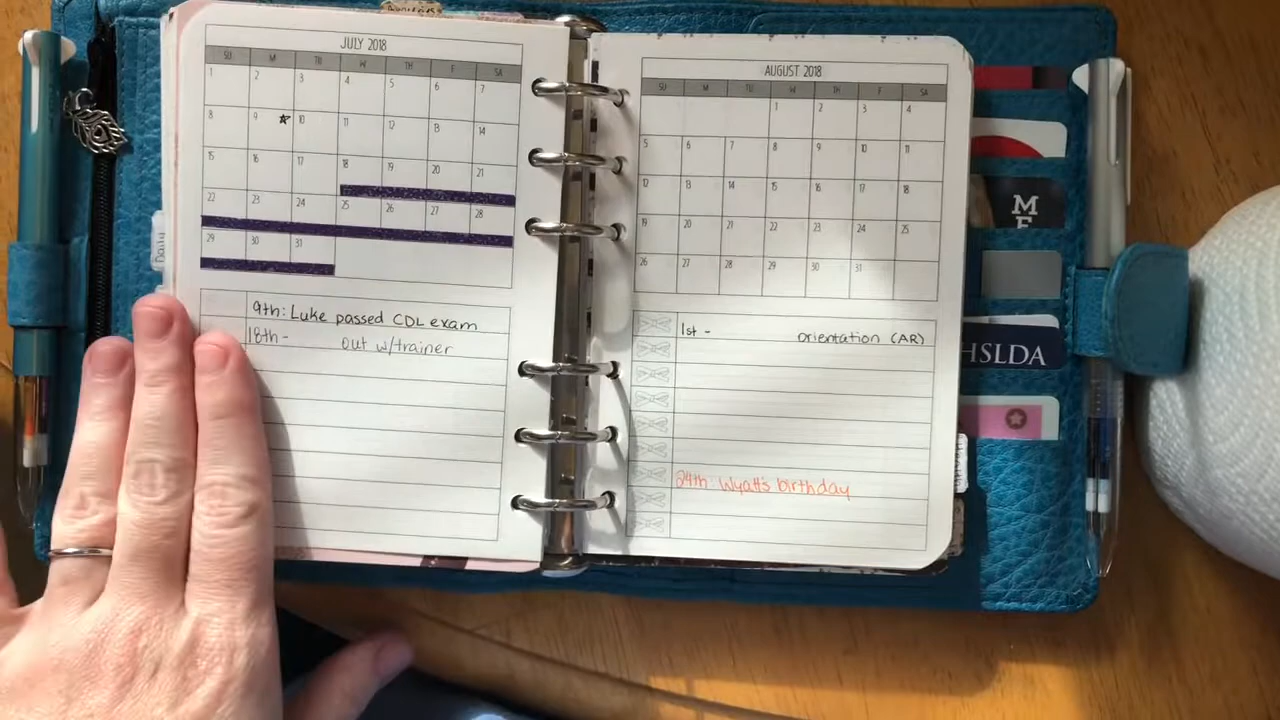 JULY 2018
SU M TU W TH F SA
1 2 3 4 5 6 7
8 9 10 11 12 13 14
15 16 17 18 19 20 21
22 23 24 25 26 27 28
29 30 31
9th: Luke passed CDL exam
18th - out w/trainer
Daily
AUGUST 2018
SU M TU W TH F SA
1 2 3 4
5 6 7 8 9 10 11
12 13 14 15 16 17 18
19 20 21 22 23 24 25
26 27 28 29 30 31
1st - orientation (AR)
24th Wyatt's birthday
HSLDA